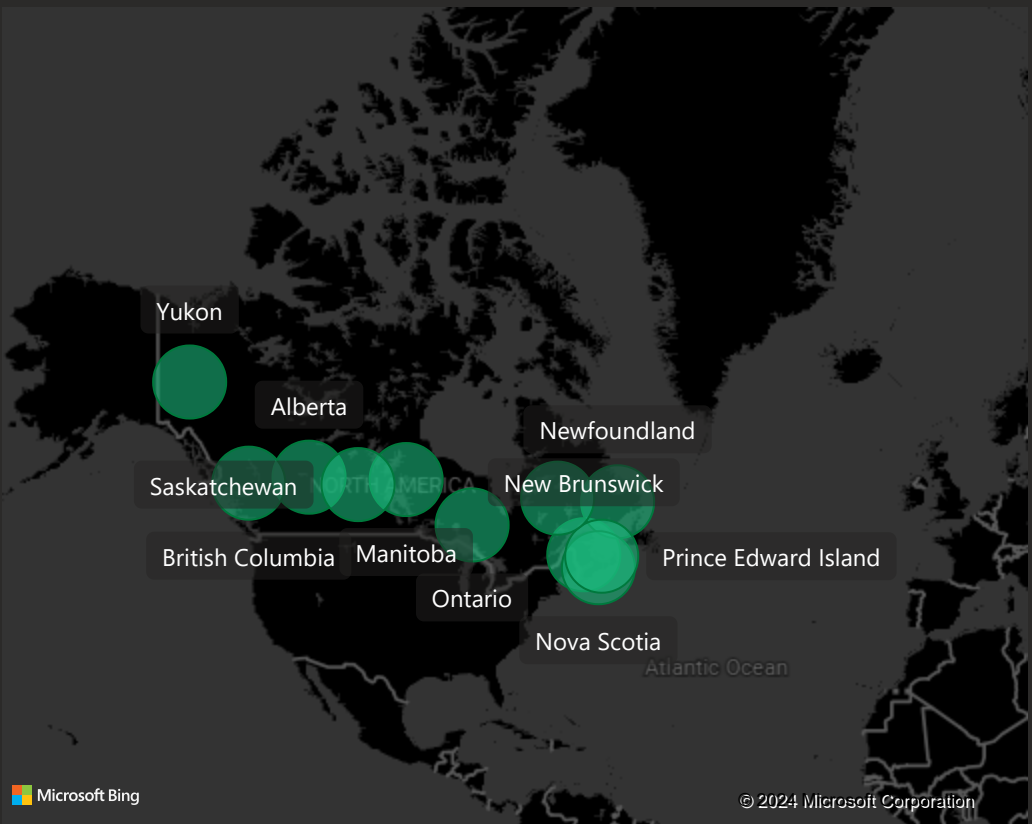 Yukon
Alberta
Newfoundland
Saskatchewan
NORTH AMERICA
New Brunswick
British Columbia
Manitoba
Prince Edward Island
Ontario
Nova Scotia
Atlantic Ocean
Microsoft Bing
© 2024 Microsoft Corporation